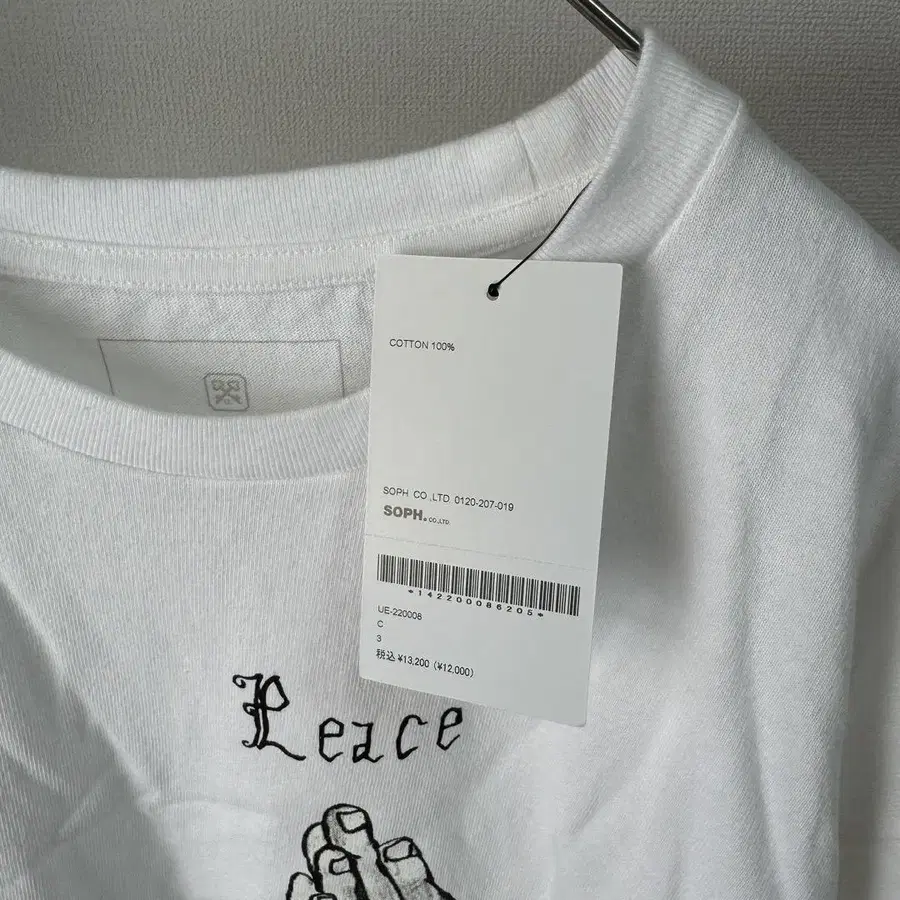 COTTON 100%
SOPH CO.,LTD 0120-207-019
SOPH. CO.,LTD.
*142200086205*
UE-220008
C
3
税込 ¥13,200 (¥12,000)
Peace